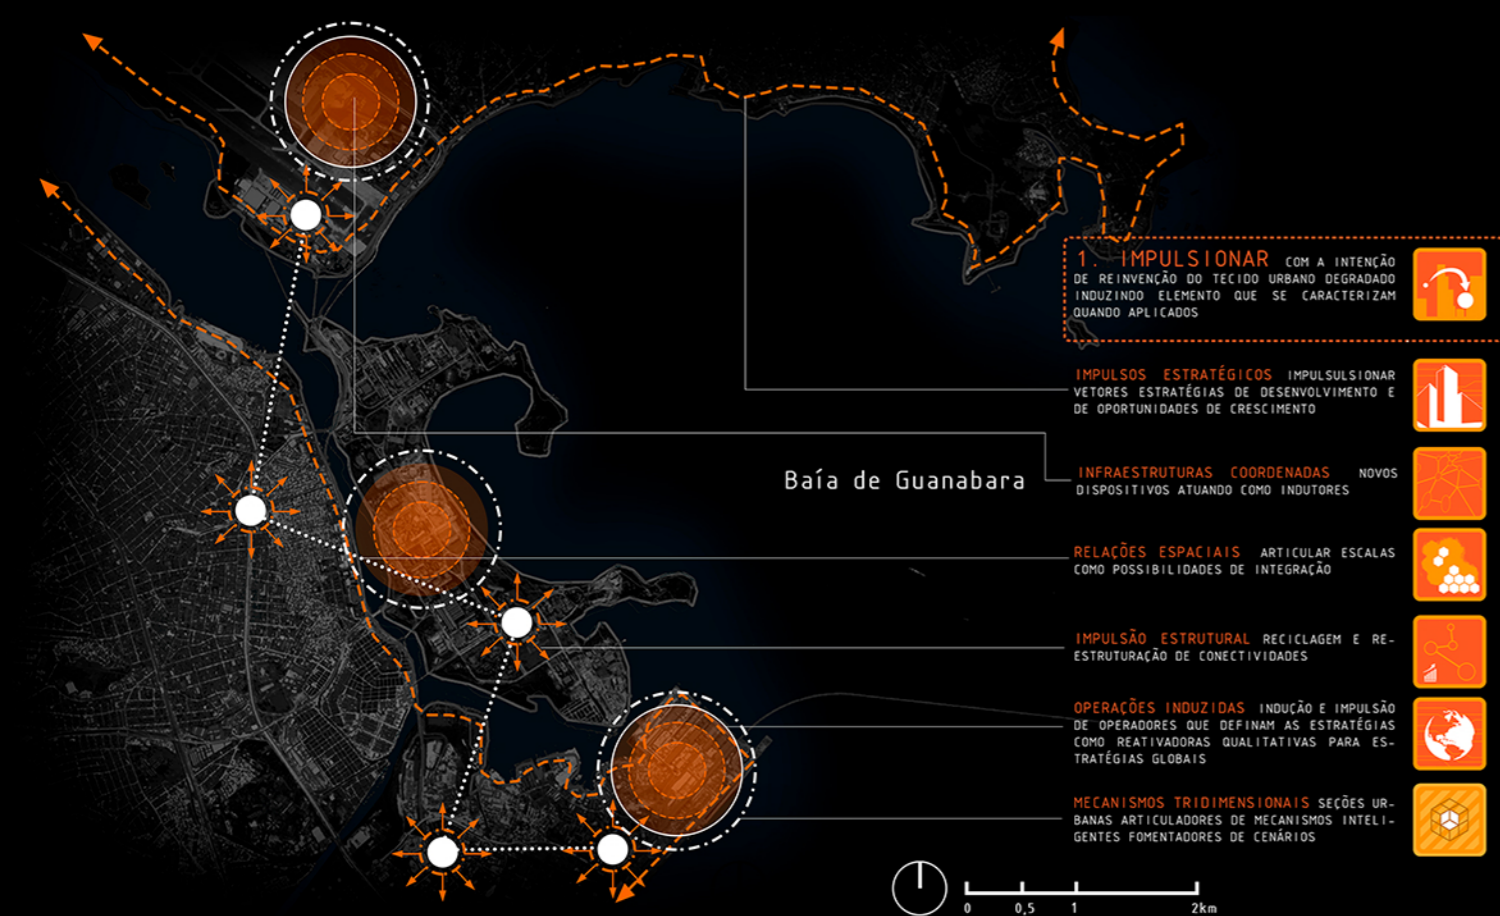 1. IMPULSIONAR COM A INTENÇÃO
DE REINVENÇÃO DO TECIDO URBANO DEGRADADO
INDUZINDO ELEMENTO QUE SE CARACTERIZAM
QUANDO APLICADOS
IMPULSOS ESTRATÉGICOS IMPULSULSIONAR
VETORES ESTRATÉGIAS DE DESENVOLVIMENTO E
DE OPORTUNIDADES DE CRESCIMENTO
Baía de Guanabara
INFRAESTRUTURAS COORDENADAS NOVOS
DISPOSITIVOS ATUANDO COMO INDUTORES
RELAÇÕES ESPACIAIS ARTICULAR ESCALAS
COMO POSSIBILIDADES DE INTEGRAÇÃO
IMPULSÃO ESTRUTURAL RECICLAGEM E RE-
ESTRUTURAÇÃO DE CONECTIVIDADES
OPERAÇÕES INDUZIDAS INDUÇÃO E IMPULSÃO
DE OPERADORES QUE DEFINAM AS ESTRATÉGIAS
COMO REATIVADORAS QUALITATIVAS PARA ES-
TRATÉGIAS GLOBAIS
MECANISMOS TRIDIMENSIONAIS SEÇÕES UR-
BANAS ARTICULADORES DE MECANISMOS INTELI-
GENTES FOMENTADORES DE CENÁRIOS
0 0,5 1 2km